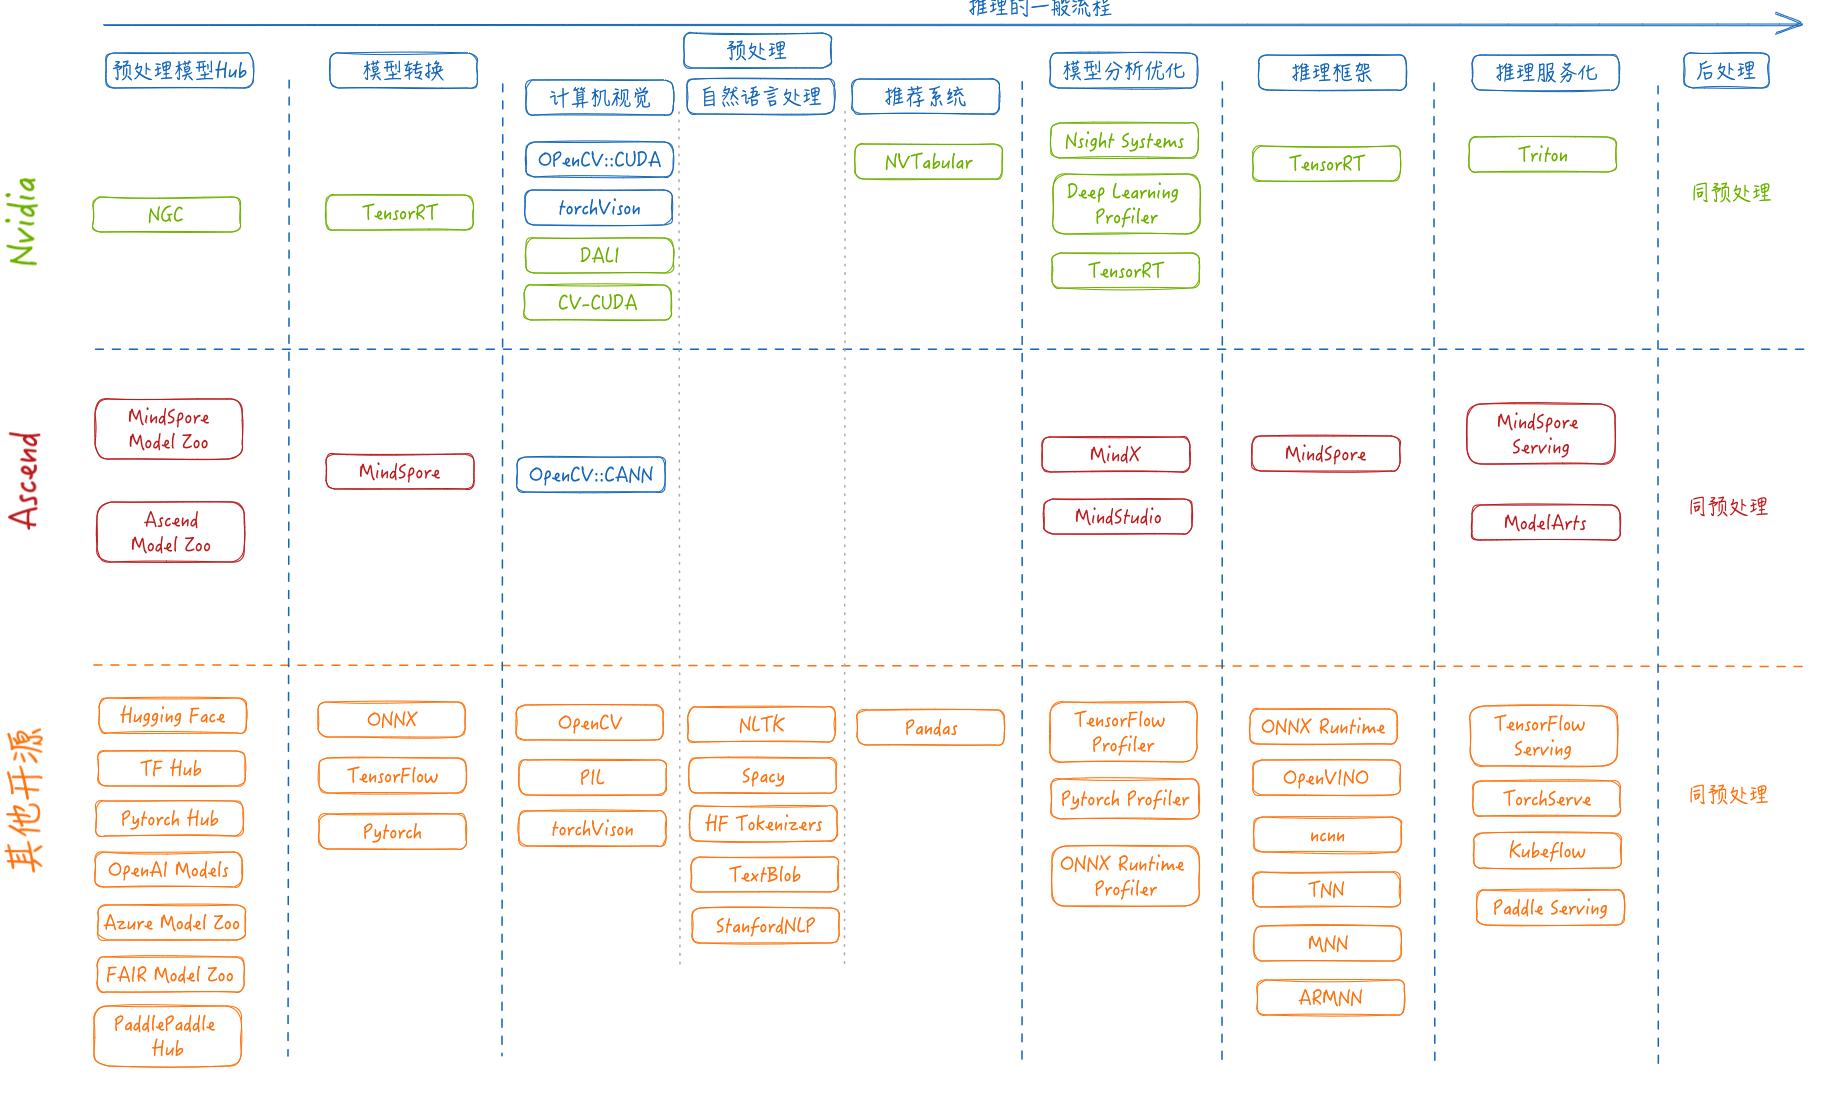 推理的一般流程
预处理模型Hub
模型转换
预处理
计算机视觉
自然语言处理
推荐系统
模型分析优化
推理框架
推理服务化
后处理
Nvidia
NGC
TensorRT
OPenCV::CUDA
torchVison
DALI
CV-CUDA
NVTabular
Nsight Systems
Deep Learning
Profiler
TensorRT
TensorRT
Triton
同预处理
Ascend
MindSpore
Model Zoo
Ascend
Model Zoo
MindSpore
OpenCV::CANN
MindX
MindStudio
MindSpore
MindSpore
Serving
ModelArts
同预处理
其他开源
Hugging Face
TF Hub
Pytorch Hub
OpenAI Models
Azure Model Zoo
FAIR Model Zoo
PaddlePaddle
Hub
ONNX
TensorFlow
Pytorch
OpenCV
PIL
torchVison
NLTK
Spacy
HF Tokenizers
TextBlob
StanfordNLP
Pandas
TensorFlow
Profiler
Pytorch Profiler
ONNX Runtime
Profiler
ONNX Runtime
OpenVINO
ncnn
TNN
MNN
ARMNN
TensorFlow
Serving
TorchServe
Kubeflow
Paddle Serving
同预处理